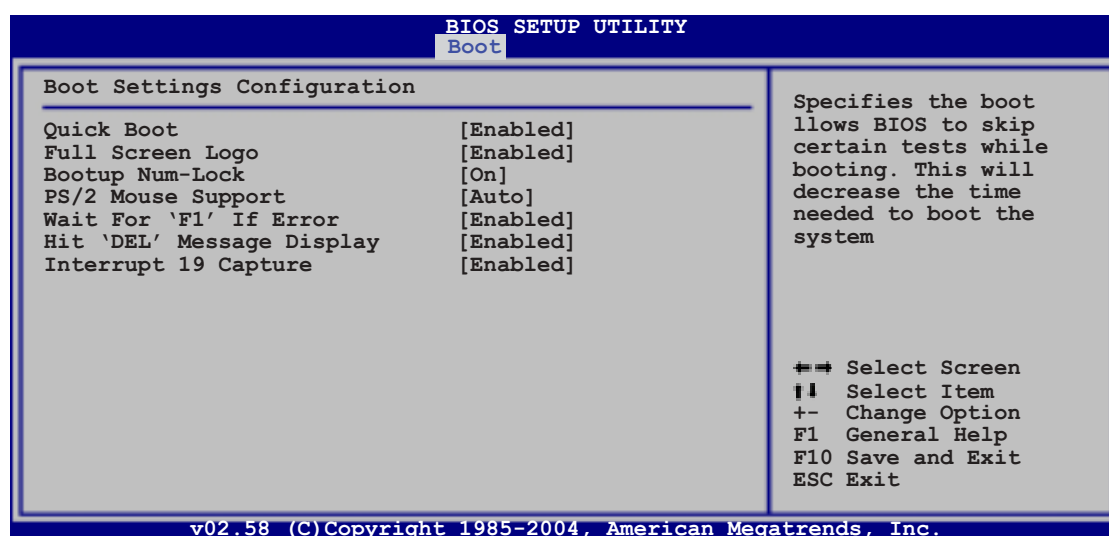 BIOS SETUP UTILITY
Boot
Boot Settings Configuration
Quick Boot [Enabled]
Full Screen Logo [Enabled]
Bootup Num-Lock [On]
PS/2 Mouse Support [Auto]
Wait For ‘F1’ If Error [Enabled]
Hit ‘DEL’ Message Display [Enabled]
Interrupt 19 Capture [Enabled]
Specifies the boot
llows BIOS to skip
certain tests while
booting. This will
decrease the time
needed to boot the
system
←→ Select Screen
↑↓ Select Item
+- Change Option
F1 General Help
F10 Save and Exit
ESC Exit
v02.58 (C)Copyright 1985-2004, American Megatrends, Inc.